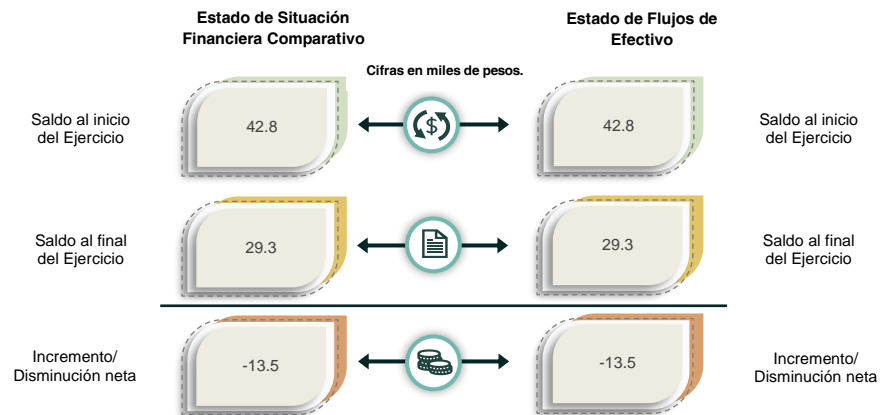 Estado de Situación
Financiera Comparativo
Estado de Flujos de
Efectivo
Cifras en miles de pesos.
Saldo al inicio
del Ejercicio
42.8
$
42.8
Saldo al inicio
del Ejercicio
Saldo al final
del Ejercicio
29.3
29.3
Saldo al final
del Ejercicio
Incremento/
Disminución neta
-13.5
-13.5
Incremento/
Disminución neta